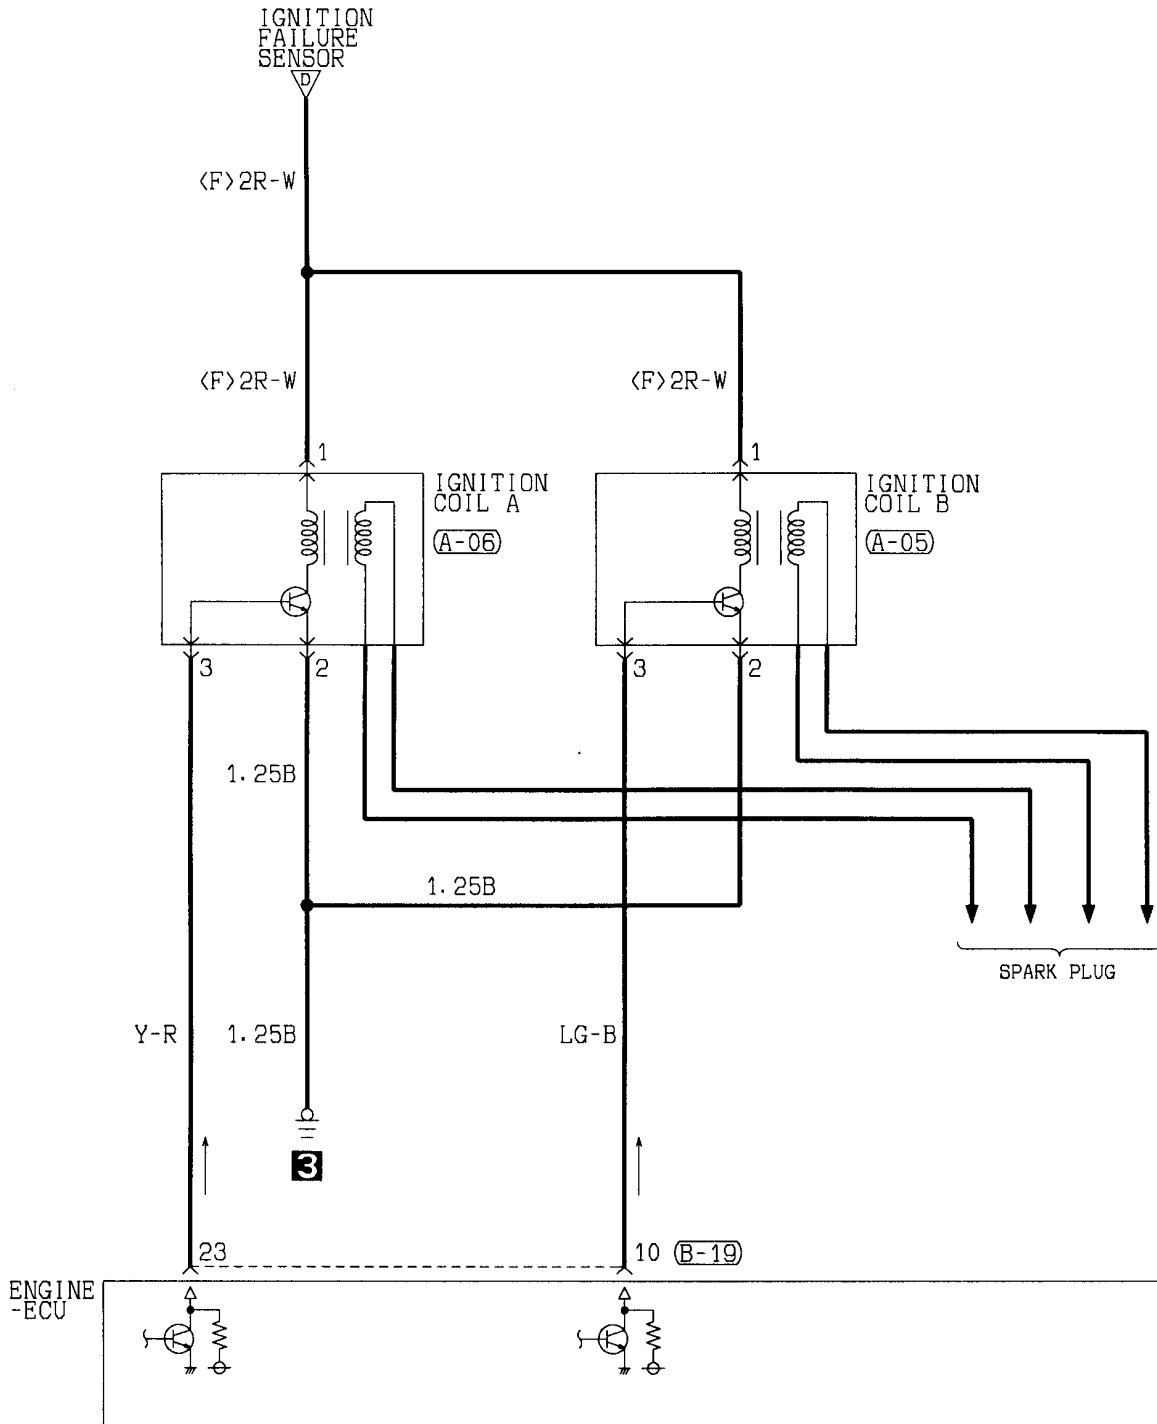 IGNITION
FAILURE
SENSOR
D
<F>2R-W
<F>2R-W
<F>2R-W
1
1
IGNITION
COIL A
A-06
IGNITION
COIL B
A-05
3
2
3
2
1.25B
1.25B
SPARK PLUG
Y-R
1.25B
LG-B
3
23
10
B-19
ENGINE
-ECU